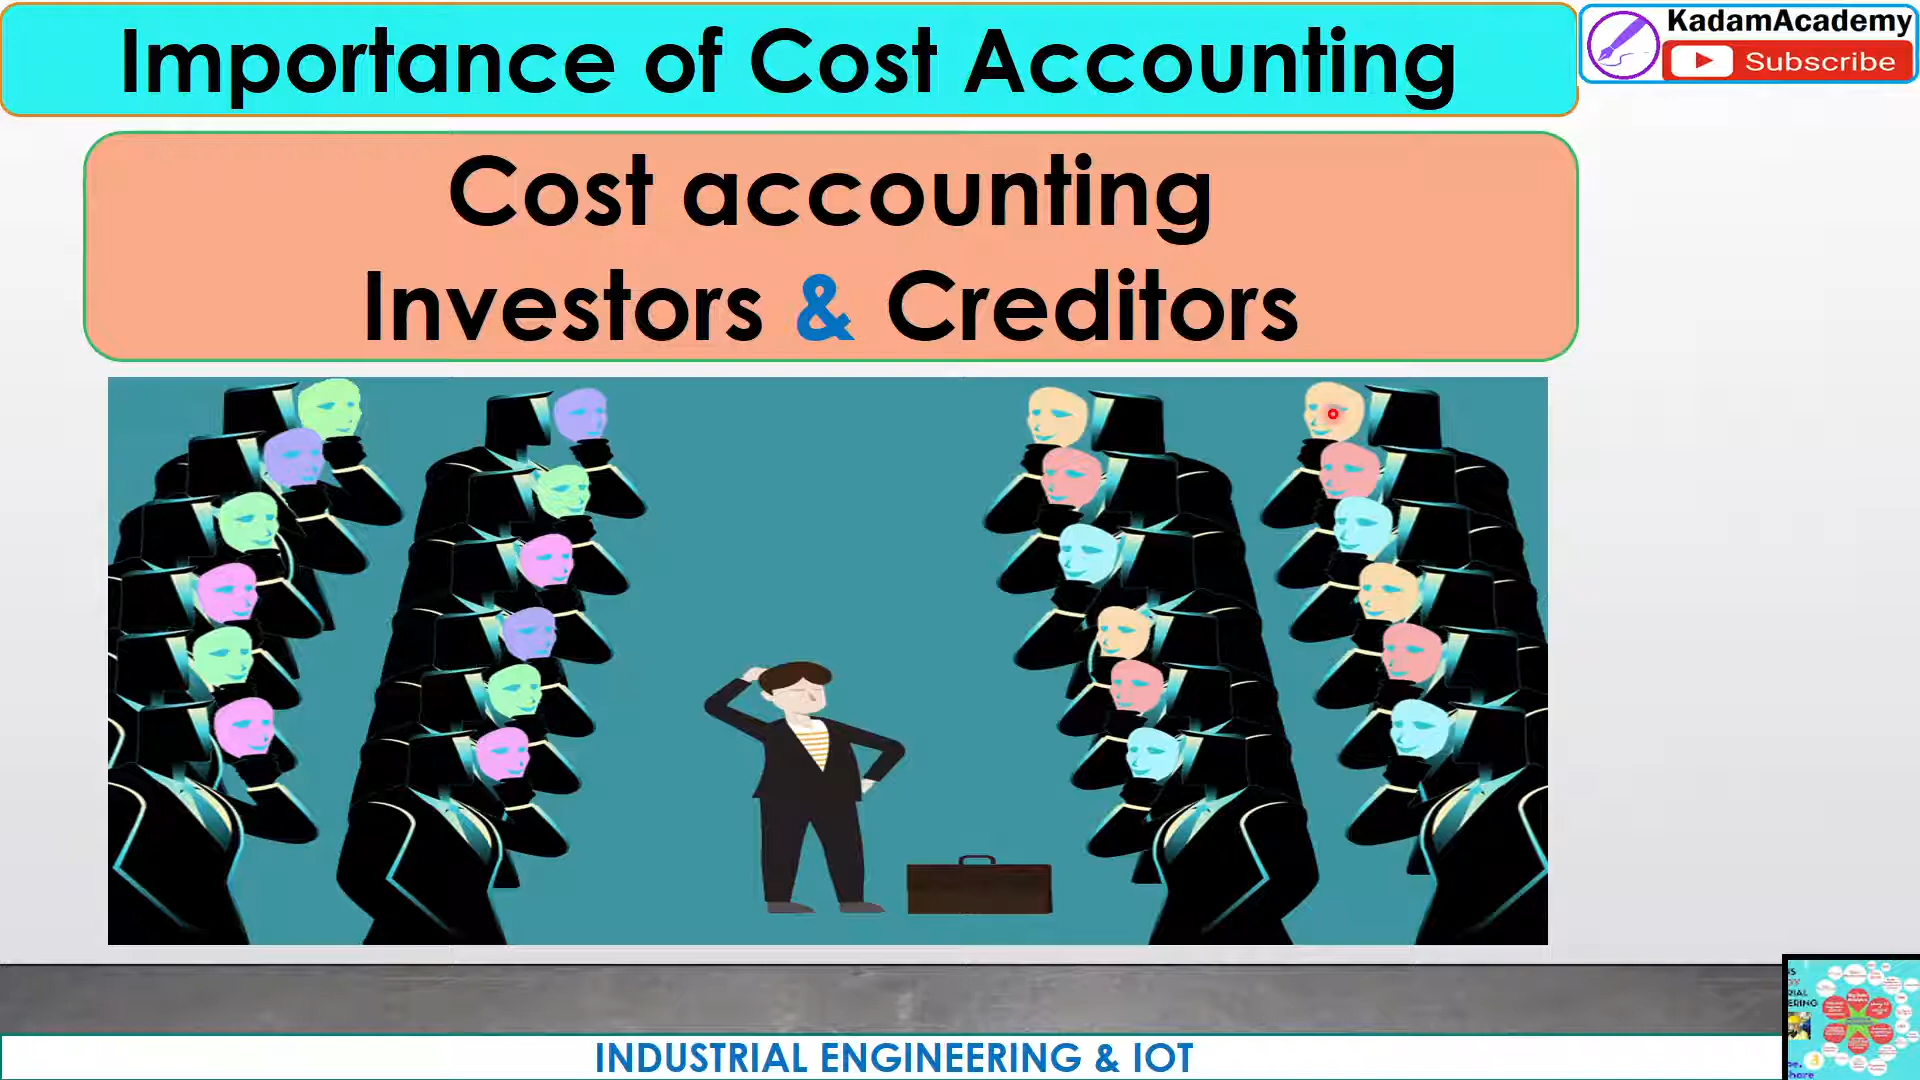 Importance of Cost Accounting
KadamAcademy
Subscribe
Cost accounting
Investors & Creditors
INDUSTRIAL ENGINEERING & IOT